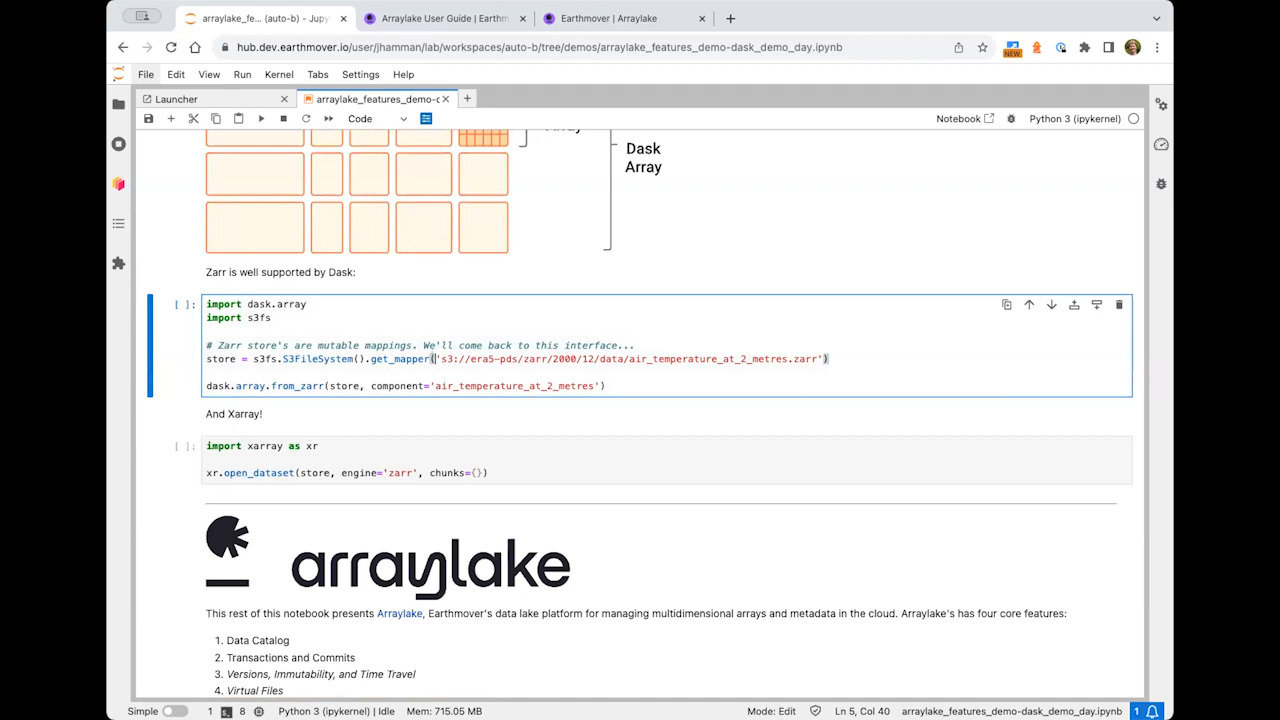 arraylake_fe... (auto-b) - Jupy
Arraylake User Guide | Earthm
Earthmover | Arraylake
hub.dev.earthmover.io/user/jhamman/lab/workspaces/auto-b/tree/demos/arraylake_features_demo-dask_demo_day.ipynb
NEW
File Edit View Run Kernel Tabs Settings Help
Launcher
arraylake_features_demo-c
Code
Notebook
Python 3 (ipykernel)
Dask
Array
Zarr is well supported by Dask:
[ ]:
import dask.array
import s3fs
# Zarr store's are mutable mappings. We'll come back to this interface...
store = s3fs.S3FileSystem().get_mapper('s3://era5-pds/zarr/2000/12/data/air_temperature_at_2_metres.zarr')
dask.array.from_zarr(store, component='air_temperature_at_2_metres')
And Xarray!
[ ]:
import xarray as xr
xr.open_dataset(store, engine='zarr', chunks={})
arraylake
This rest of this notebook presents Arraylake, Earthmover's data lake platform for managing multidimensional arrays and metadata in the cloud. Arraylake's has four core features:
1. Data Catalog
2. Transactions and Commits
3. Versions, Immutability, and Time Travel
4. Virtual Files
Simple 1 8 Python 3 (ipykernel) | Idle Mem: 715.05 MB Mode: Edit Ln 5, Col 40 arraylake_features_demo-dask_demo_day.ipynb 1